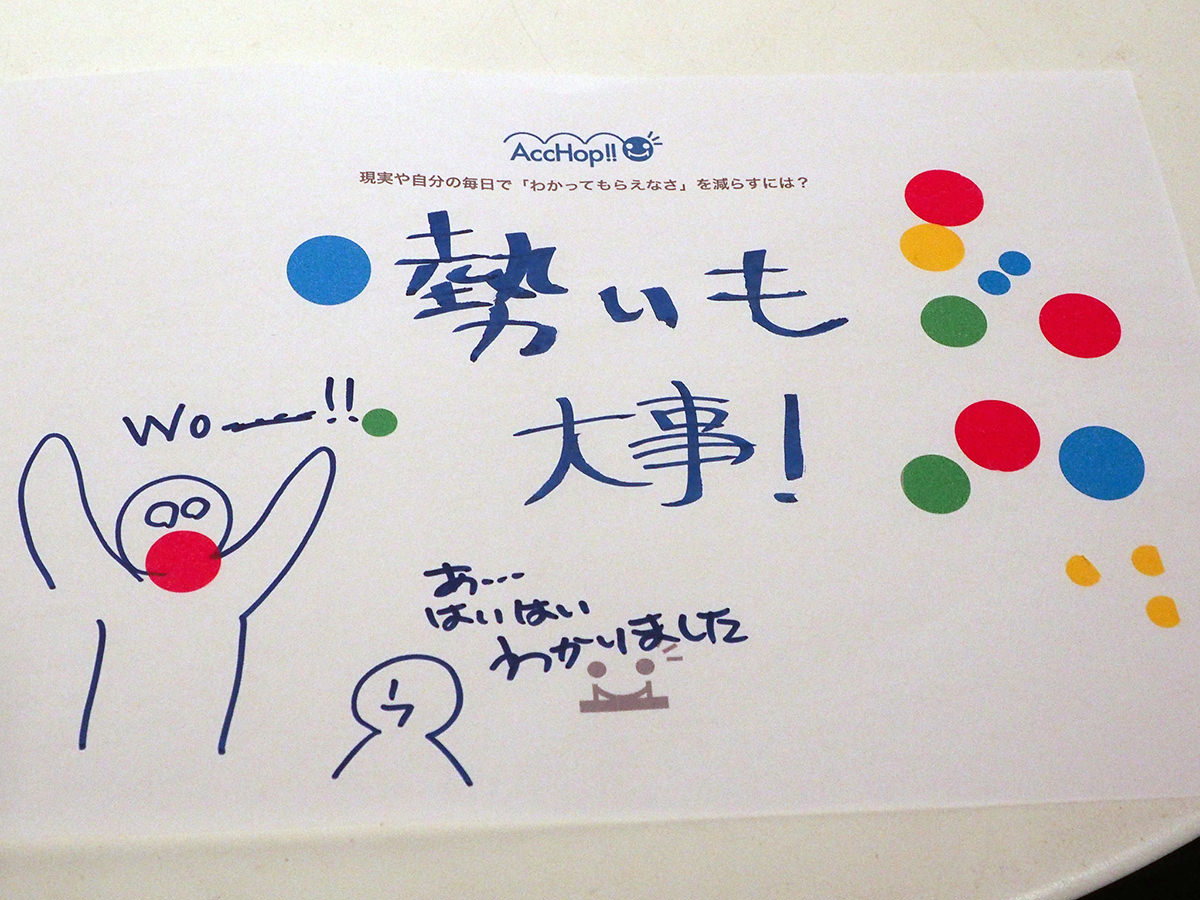 AccHop!!
現実や自分の毎日で「わかってもらえなさ」を減らすには？
勢いも
大事！
Wo——!!
あ…
はいはい
わかりました